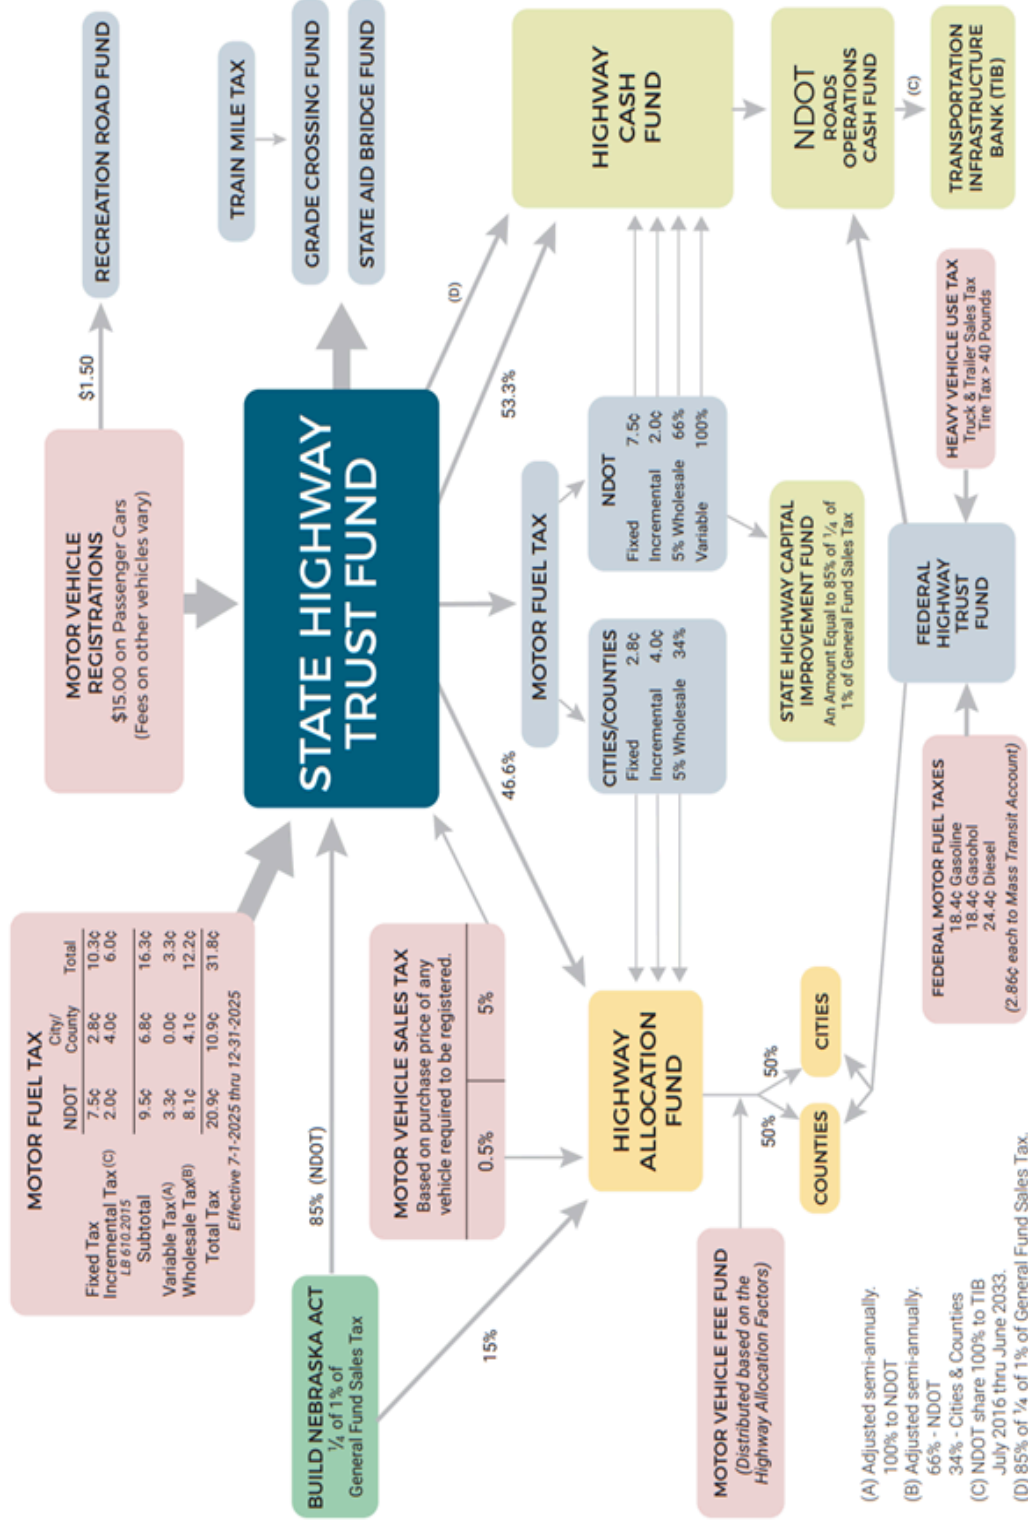 MOTOR FUEL TAX
NDOT City/County Total
Fixed Tax 7.5¢ 2.8¢ 10.3¢
Incremental Tax (C) 2.0¢ 4.0¢ 6.0¢
LB 610.2015
Subtotal 9.5¢ 6.8¢ 16.3¢
Variable Tax(A) 3.3¢ 0.0¢ 3.3¢
Wholesale Tax(B) 8.1¢ 4.1¢ 12.2¢
Total Tax 20.9¢ 10.9¢ 31.8¢
Effective 7-1-2025 thru 12-31-2025
MOTOR VEHICLE
REGISTRATIONS
$15.00 on Passenger Cars
(Fees on other vehicles vary)
$1.50
RECREATION ROAD FUND
TRAIN MILE TAX
GRADE CROSSING FUND
STATE AID BRIDGE FUND
STATE HIGHWAY
TRUST FUND
BUILD NEBRASKA ACT
¼ of 1% of
General Fund Sales Tax
85% (NDOT)
15%
MOTOR VEHICLE SALES TAX
Based on purchase price of any
vehicle required to be registered.
0.5% 5%
46.6%
53.3%
(D)
MOTOR FUEL TAX
CITIES/COUNTIES
Fixed 2.8¢
Incremental 4.0¢
5% Wholesale 34%
NDOT
Fixed 7.5¢
Incremental 2.0¢
5% Wholesale 66%
Variable 100%
HIGHWAY
CASH
FUND
HIGHWAY
ALLOCATION
FUND
MOTOR VEHICLE FEE FUND
(Distributed based on the
Highway Allocation Factors)
50% 50%
COUNTIES
CITIES
STATE HIGHWAY CAPITAL
IMPROVEMENT FUND
An Amount Equal to 85% of ¼ of
1% of General Fund Sales Tax
NDOT
ROADS
OPERATIONS
CASH FUND
(C)
TRANSPORTATION
INFRASTRUCTURE
BANK (TIB)
FEDERAL MOTOR FUEL TAXES
18.4¢ Gasoline
18.4¢ Gasohol
24.4¢ Diesel
(2.86¢ each to Mass Transit Account)
FEDERAL
HIGHWAY
TRUST
FUND
HEAVY VEHICLE USE TAX
Truck & Trailer Sales Tax
Tire Tax > 40 Pounds
(A) Adjusted semi-annually.
100% to NDOT
(B) Adjusted semi-annually.
66% - NDOT
34% - Cities & Counties
(C) NDOT share 100% to TIB
July 2016 thru June 2033.
(D) 85% of ¼ of 1% of General Fund Sales Tax.